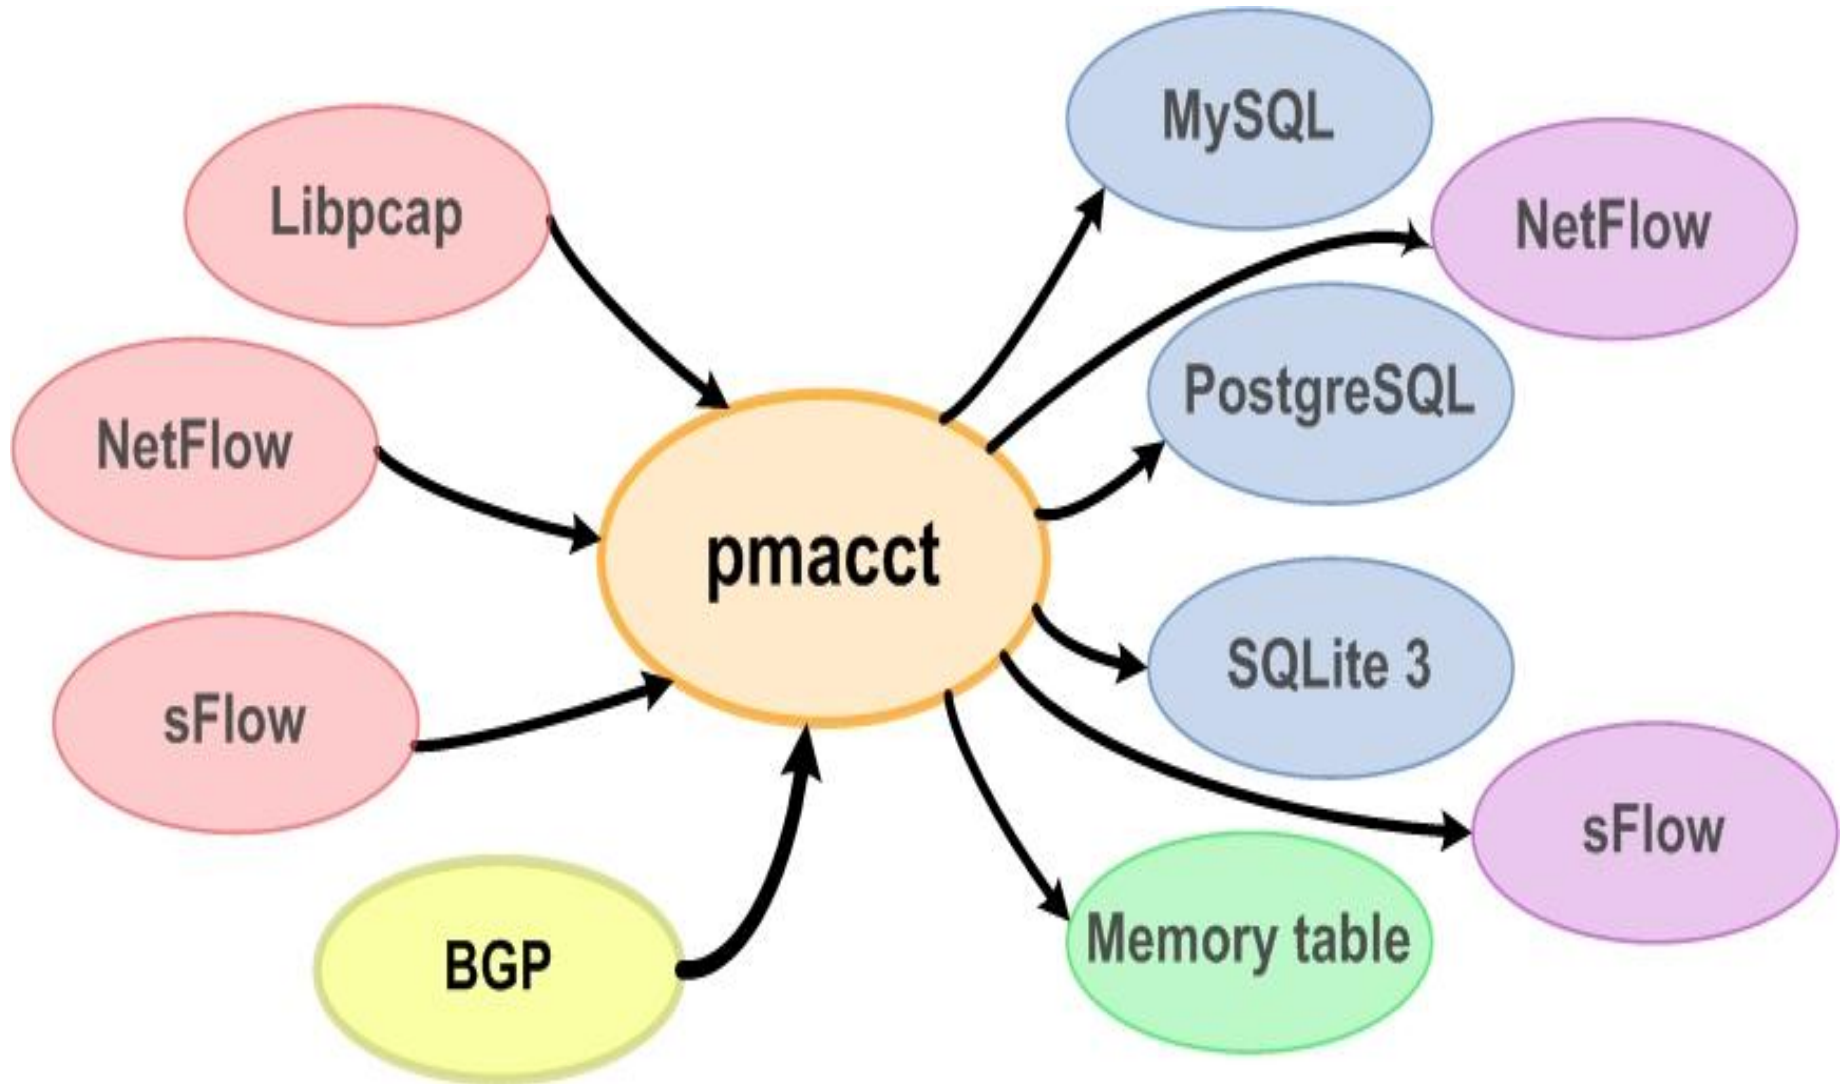 MySQL
Libpcap
NetFlow
PostgreSQL
NetFlow
pmacct
SQLite 3
sFlow
sFlow
Memory table
BGP